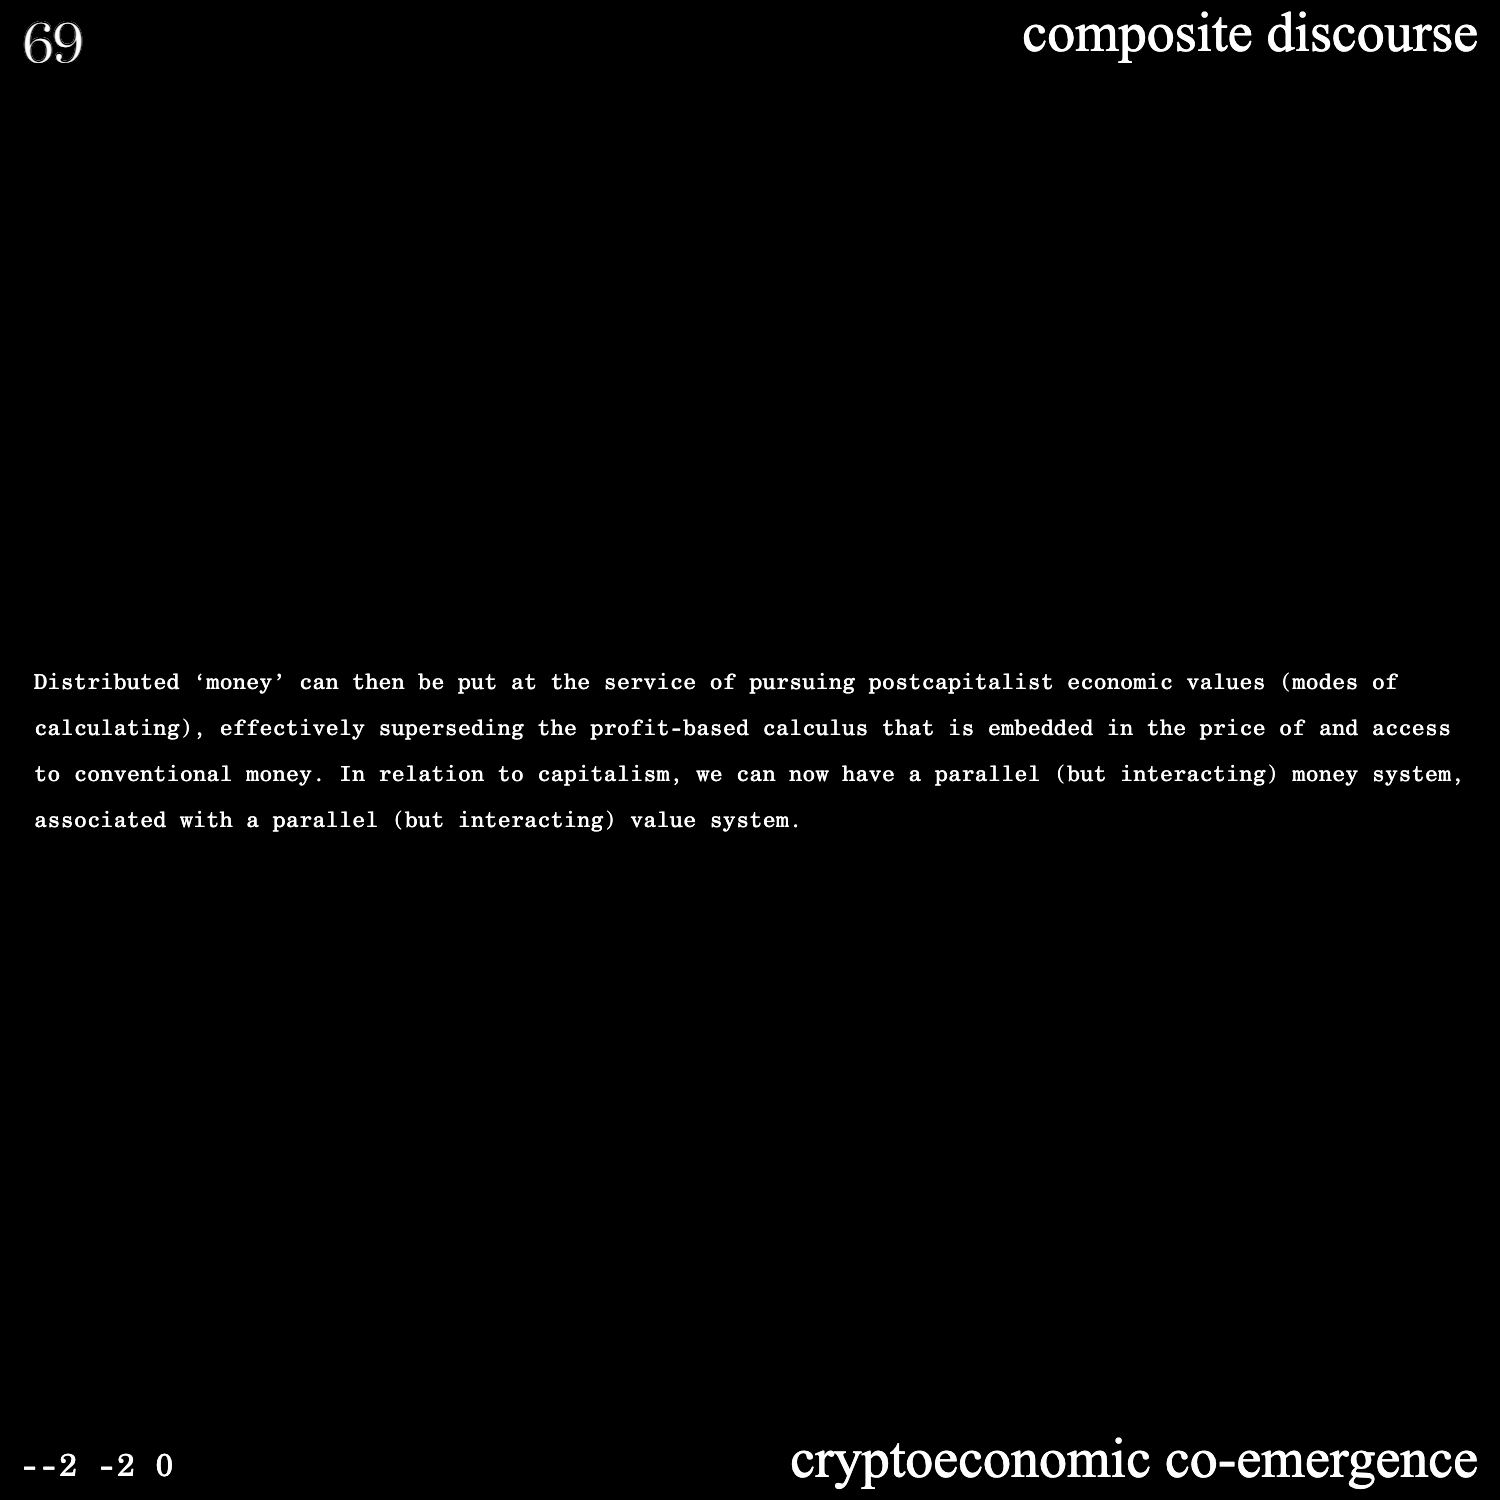 69
composite discourse
Distributed ‘money’ can then be put at the service of pursuing postcapitalist economic values (modes of
calculating), effectively superseding the profit-based calculus that is embedded in the price of and access
to conventional money. In relation to capitalism, we can now have a parallel (but interacting) money system,
associated with a parallel (but interacting) value system.
--2 -2 0
cryptoeconomic co-emergence